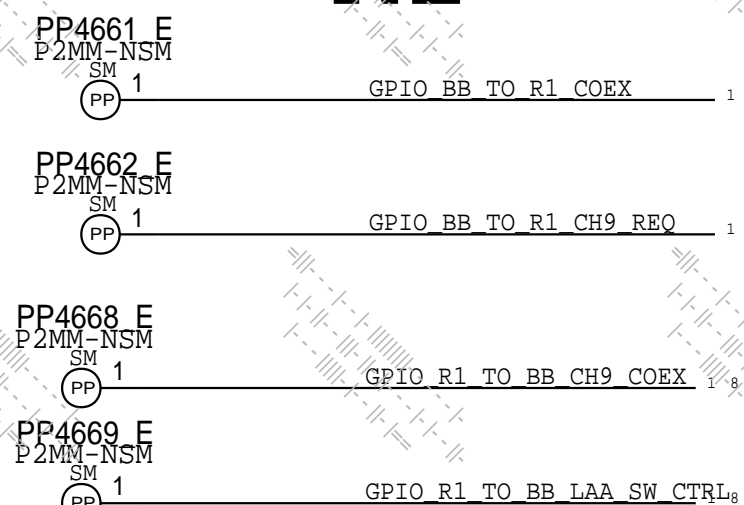 PP4661_E
P2MM-NSM
SM
PP 1 GPIO_BB_TO_R1_COEX 1
PP4662_E
P2MM-NSM
SM
PP 1 GPIO_BB_TO_R1_CH9_REQ 1
PP4668_E
P2MM-NSM
SM
PP 1 GPIO_R1_TO_BB_CH9_COEX 1 8
PP4669_E
P2MM-NSM
SM
PP 1 GPIO_R1_TO_BB_LAA_SW_CTRL 1 8